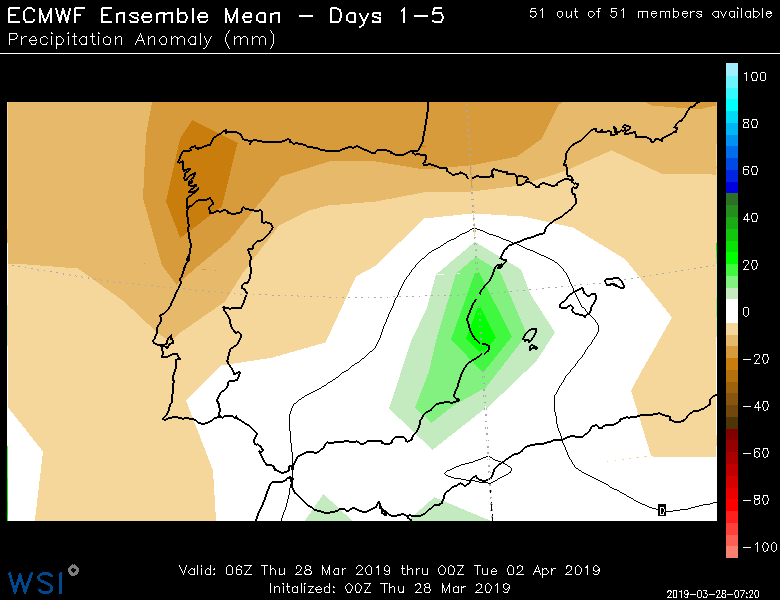 ECMWF Ensemble Mean – Days 1–5
51 out of 51 members available
Precipitation Anomaly (mm)
100
80
60
40
20
0
−20
−40
−60
−80
−100
0
Valid: 06Z Thu 28 Mar 2019 thru 00Z Tue 02 Apr 2019
Initalized: 00Z Thu 28 Mar 2019
WSI
2019-03-28-07:20